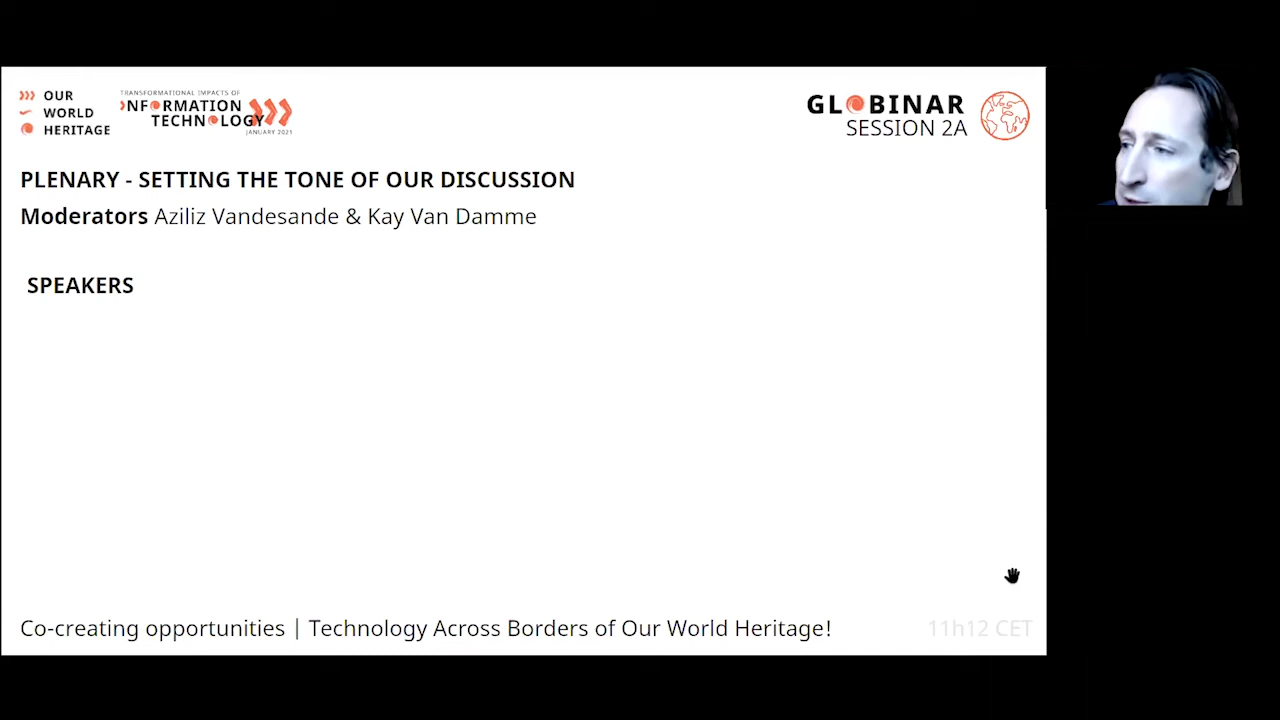 OUR
WORLD
HERITAGE
TRANSFORMATIONAL IMPACTS OF
INFORMATION
TECHNOLOGY
JANUARY 2021
GLOBINAR
SESSION 2A
PLENARY - SETTING THE TONE OF OUR DISCUSSION
Moderators Aziliz Vandesande & Kay Van Damme
SPEAKERS
Co-creating opportunities | Technology Across Borders of Our World Heritage!
11h12 CET